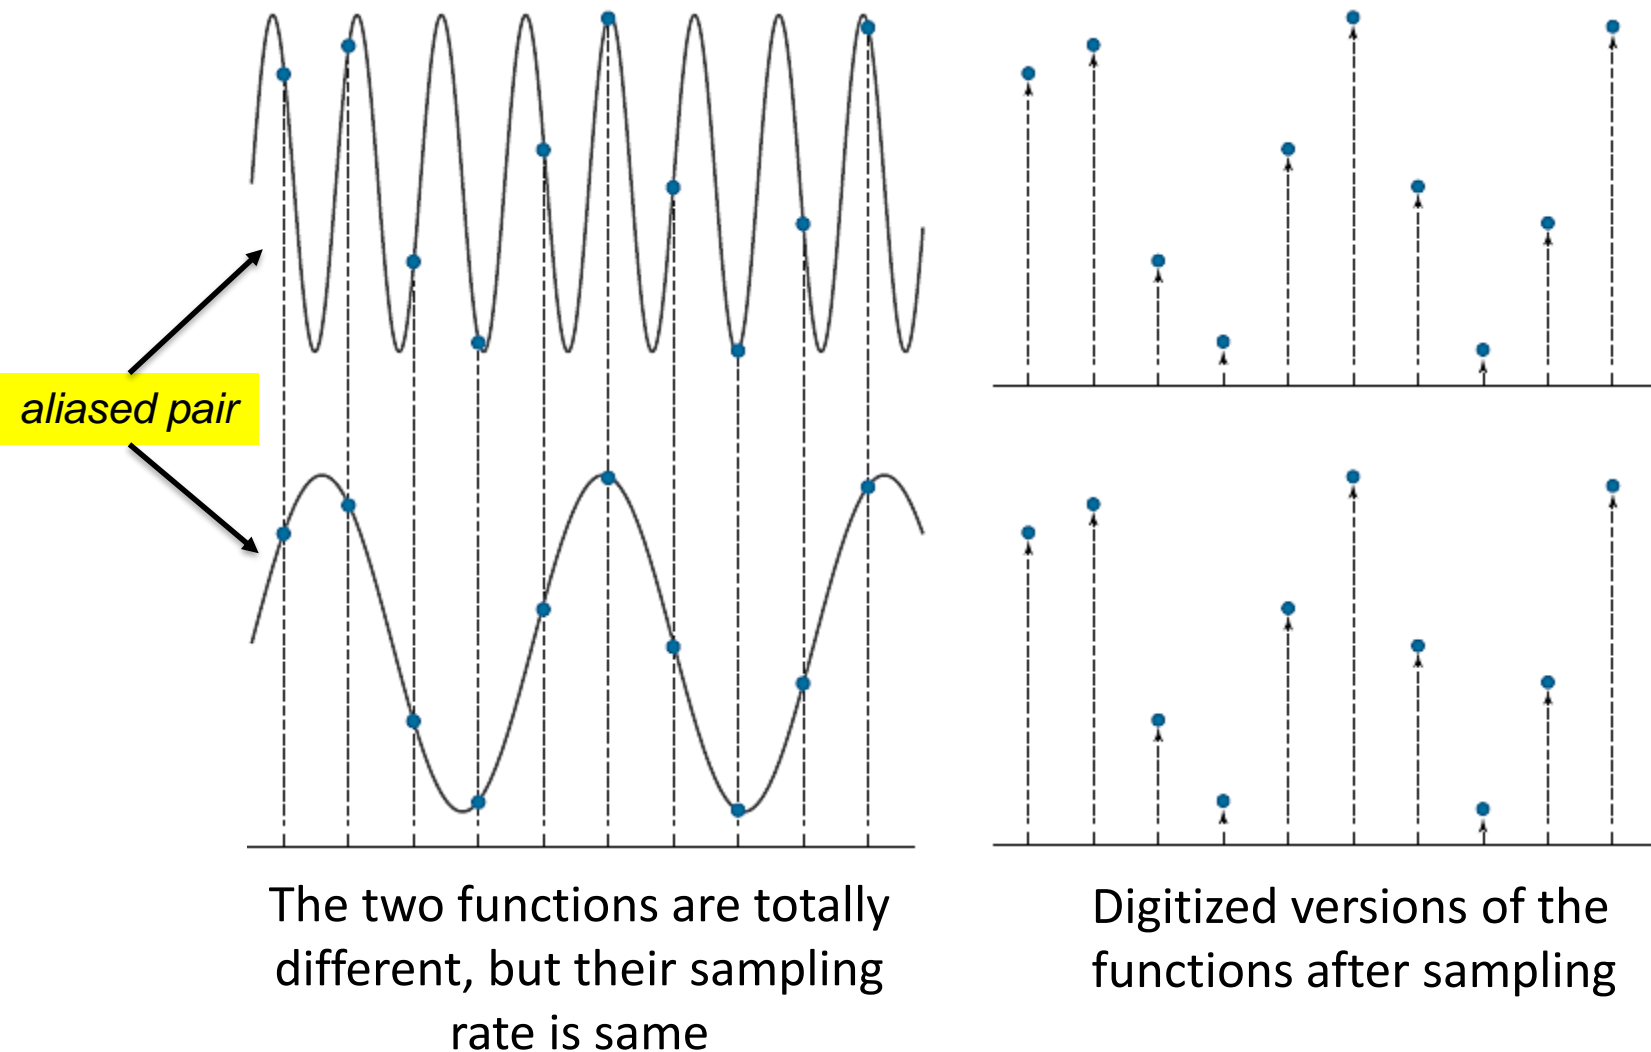 aliased pair
The two functions are totally
different, but their sampling
rate is same
Digitized versions of the
functions after sampling